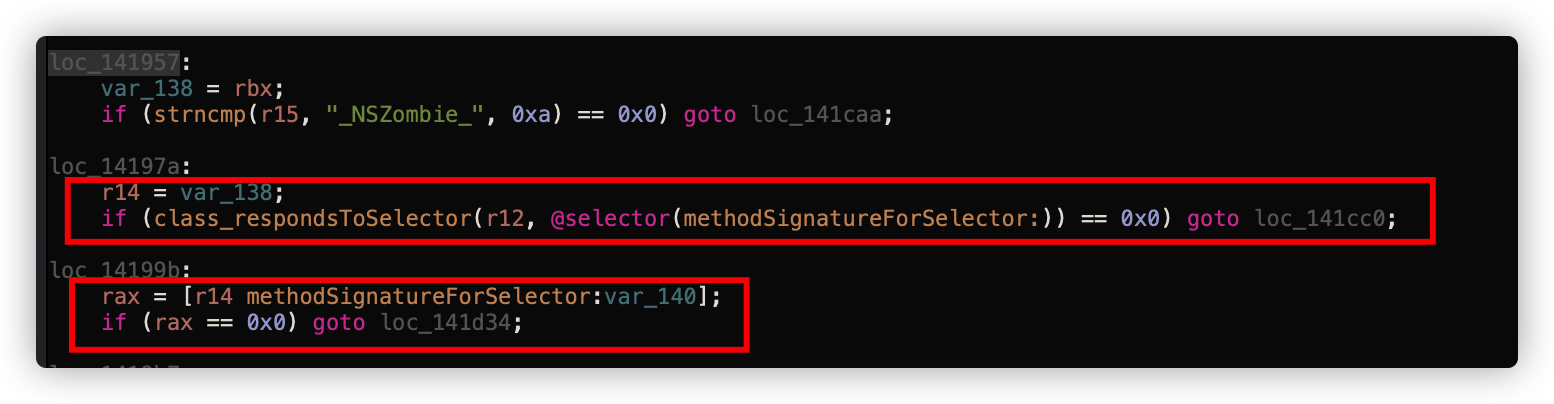 loc_141957:
var_138 = rbx;
if (strncmp(r15, "_NSZombie_", 0xa) == 0x0) goto loc_141caa;
loc_14197a:
r14 = var_138;
if (class_respondsToSelector(r12, @selector(methodSignatureForSelector:)) == 0x0) goto loc_141cc0;
loc_14199b:
rax = [r14 methodSignatureForSelector:var_140];
if (rax == 0x0) goto loc_141d34;